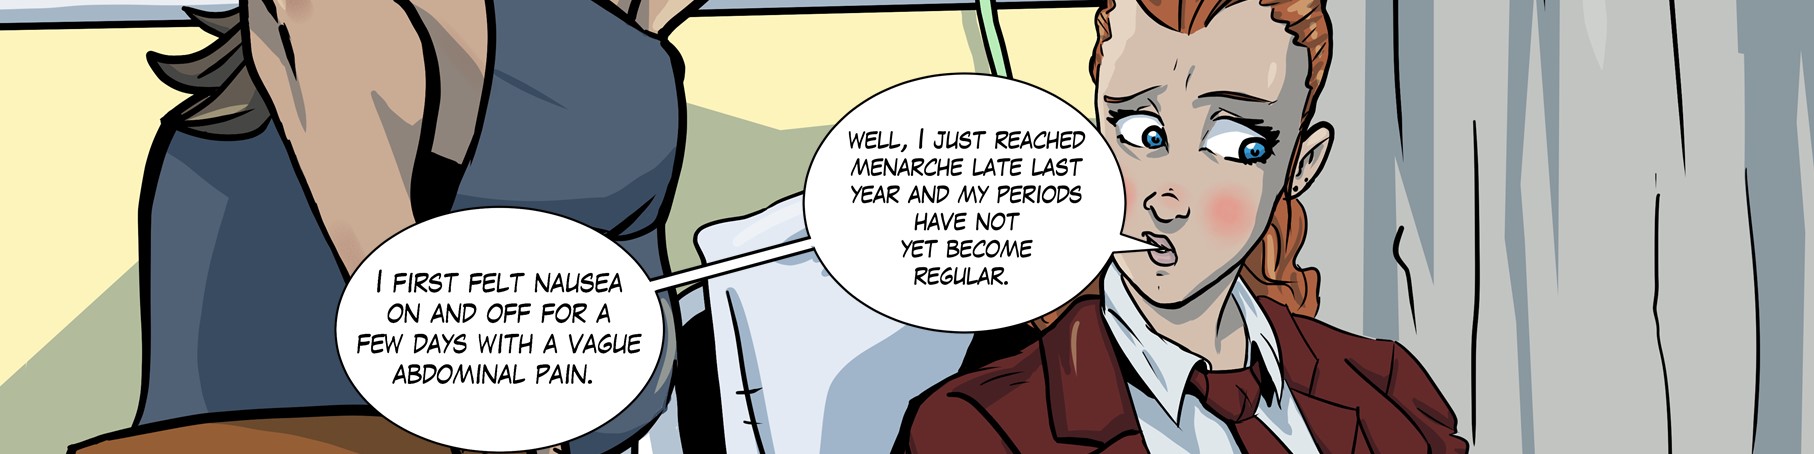 WELL, I JUST REACHED
MENARCHE LATE LAST
YEAR AND MY PERIODS
HAVE NOT
YET BECOME
REGULAR.
I FIRST FELT NAUSEA
ON AND OFF FOR A
FEW DAYS WITH A VAGUE
ABDOMINAL PAIN.